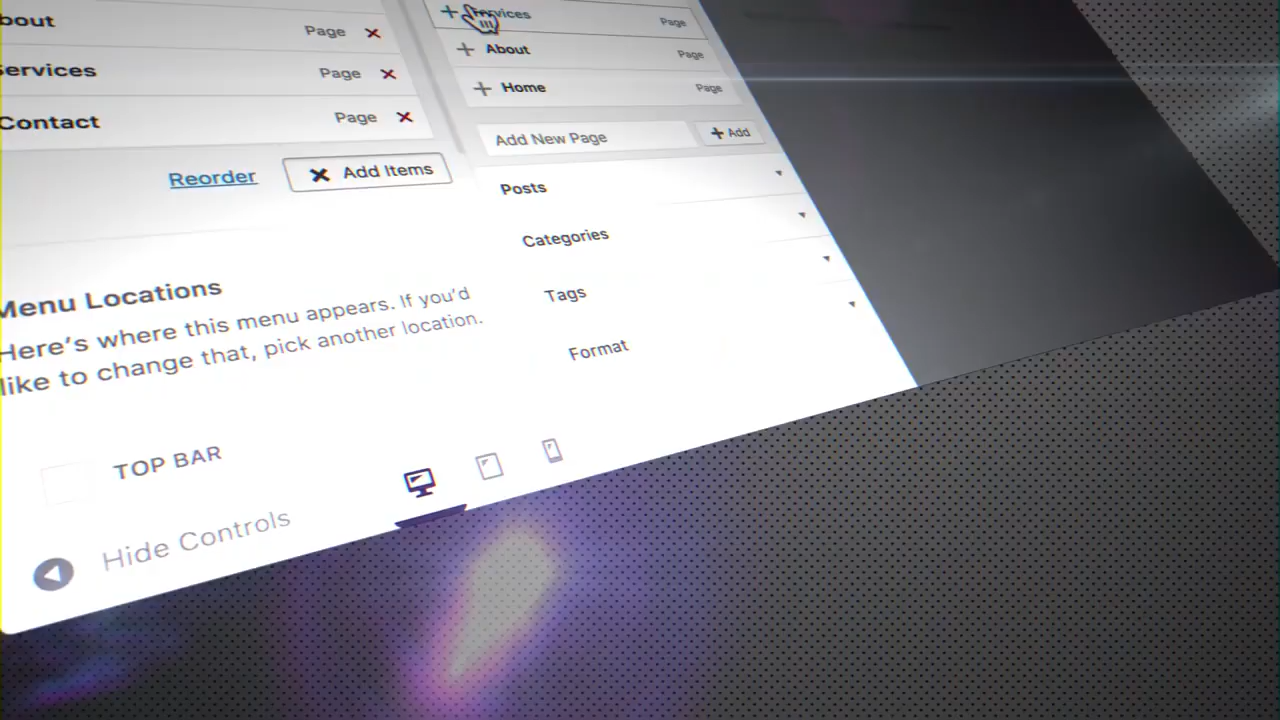 bout
Page
ervices
Page
Contact
Page
Reorder
Add Items
Services
Page
About
Page
Home
Page
Add New Page
Add
Posts
Categories
Tags
Format
Menu Locations
Here's where this menu appears. If you'd
like to change that, pick another location.
TOP BAR
Hide Controls